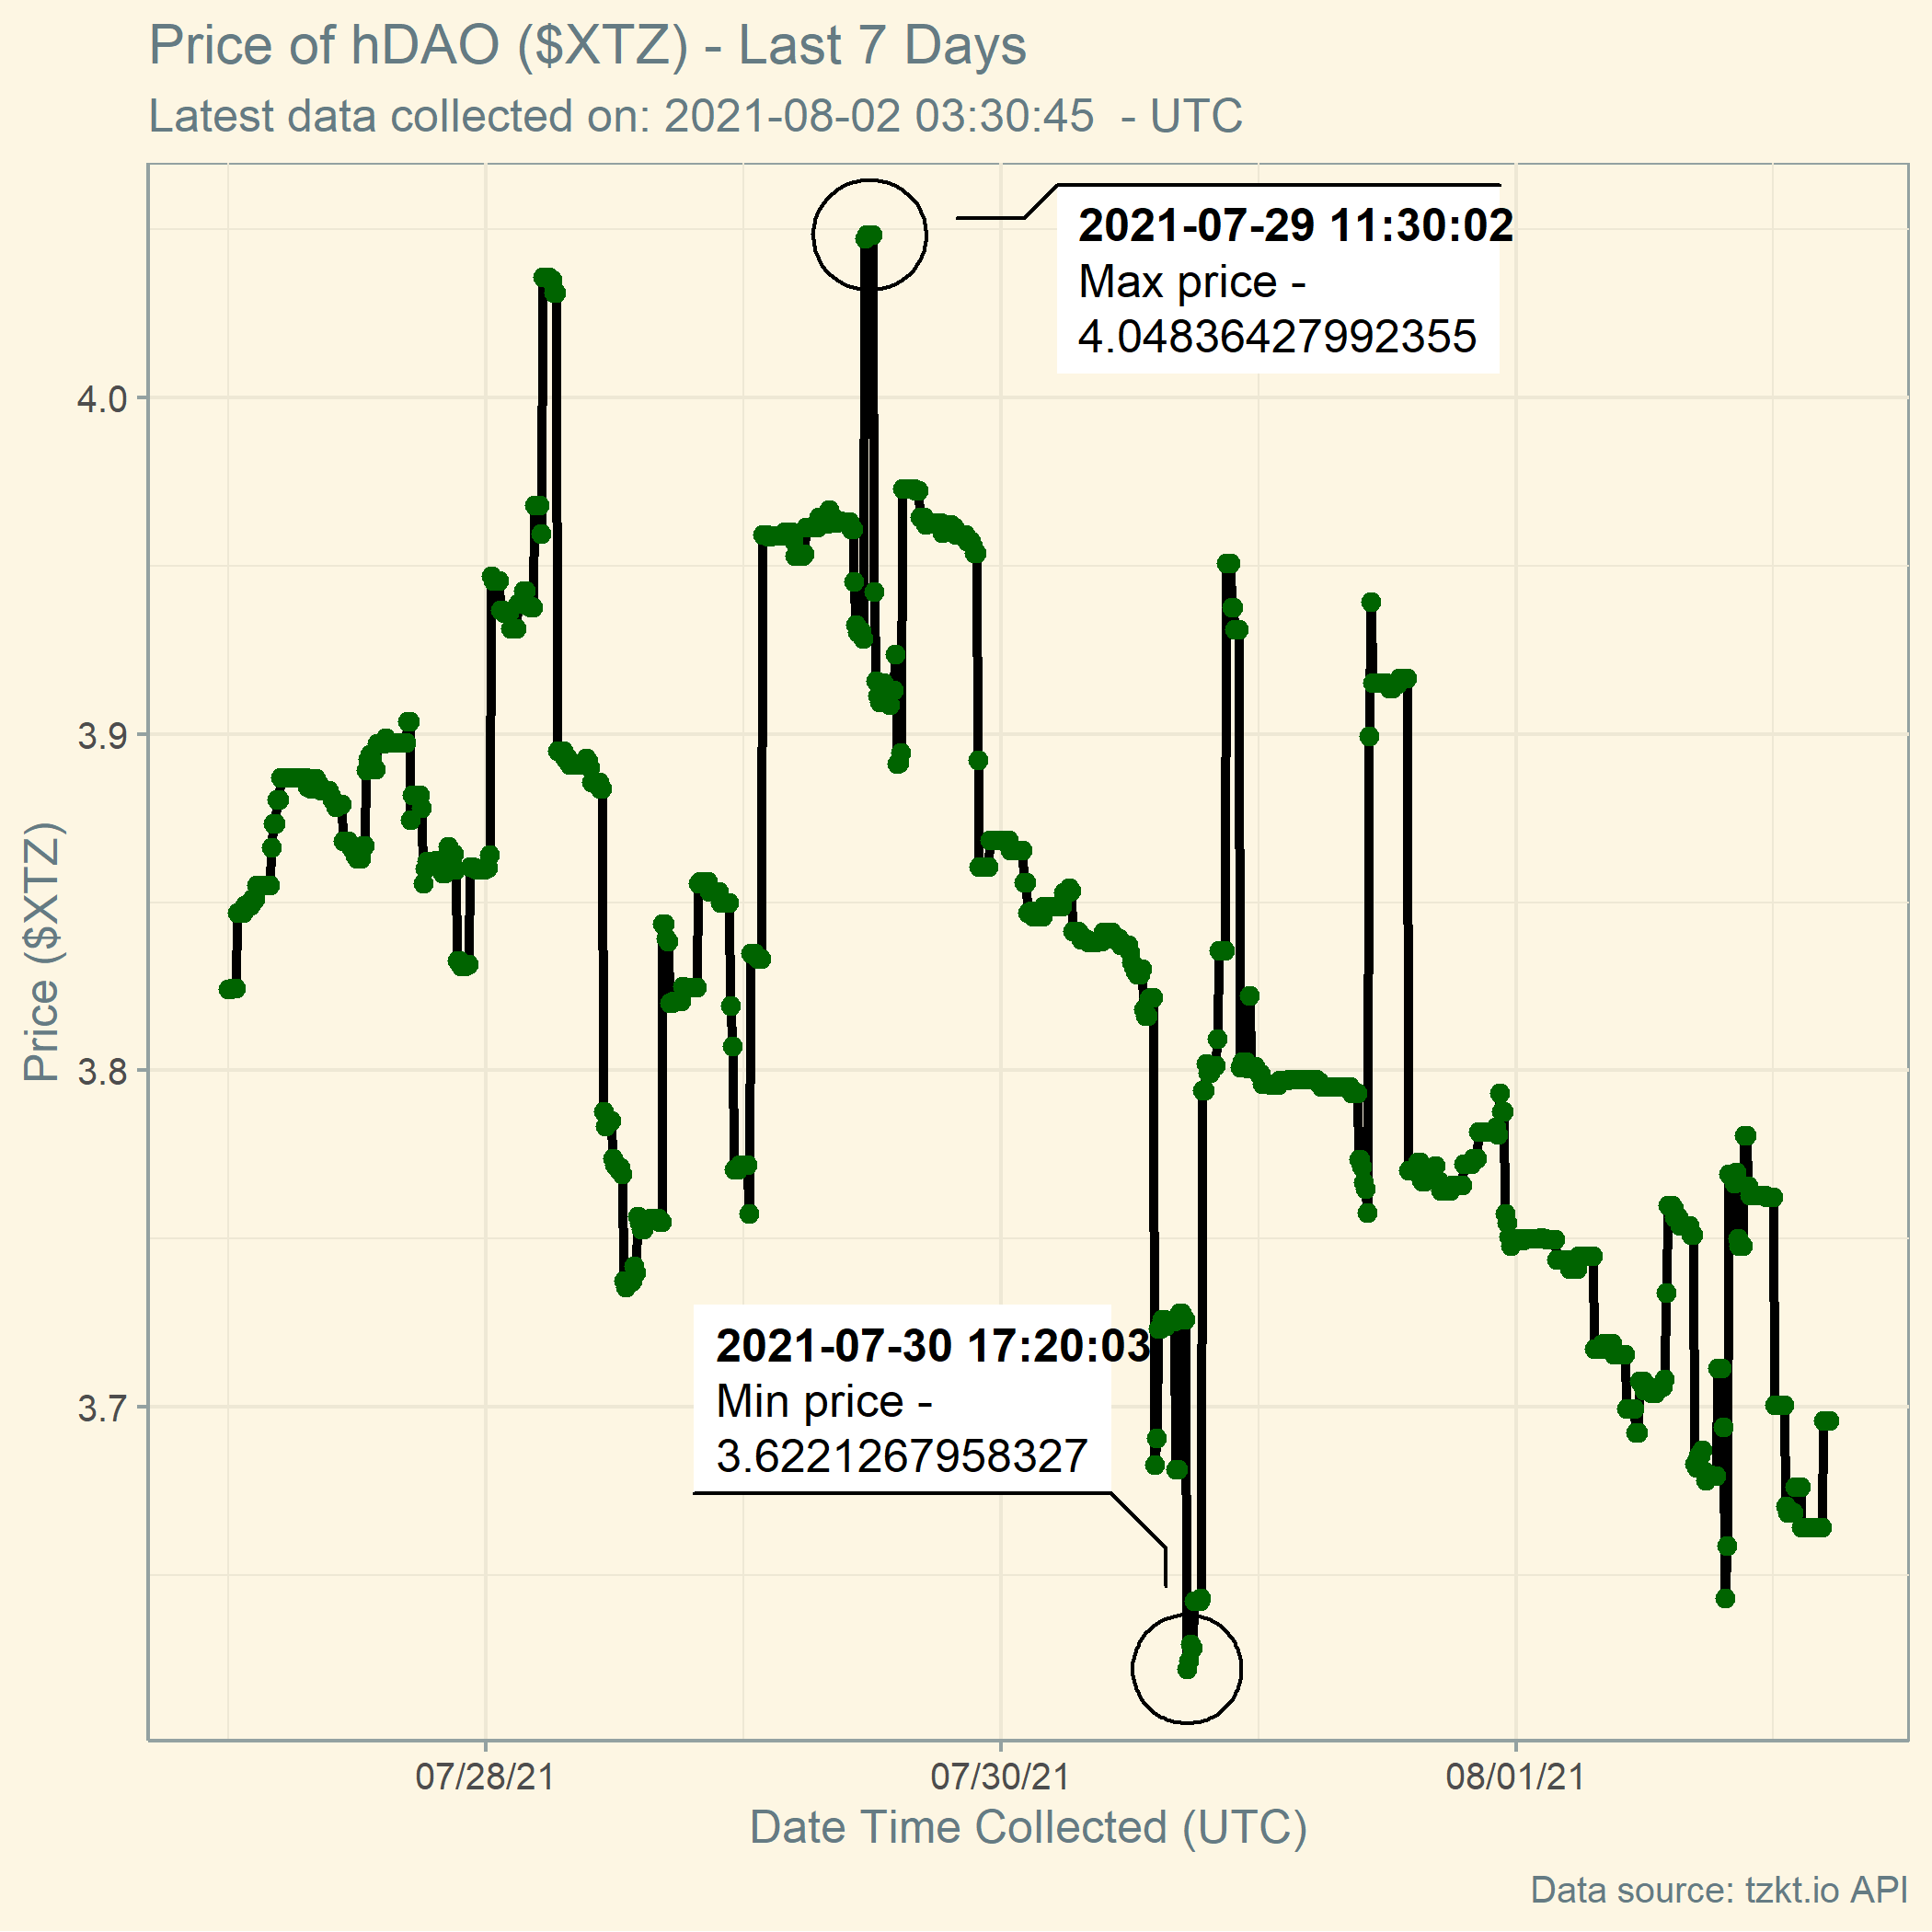 Price of hDAO ($XTZ) - Last 7 Days
Latest data collected on: 2021-08-02 03:30:45  - UTC
2021-07-29 11:30:02
Max price -
4.04836427992355
4.0
3.9
3.8
3.7
Price ($XTZ)
2021-07-30 17:20:03
Min price -
3.6221267958327
07/28/21
07/30/21
08/01/21
Date Time Collected (UTC)
Data source: tzkt.io API